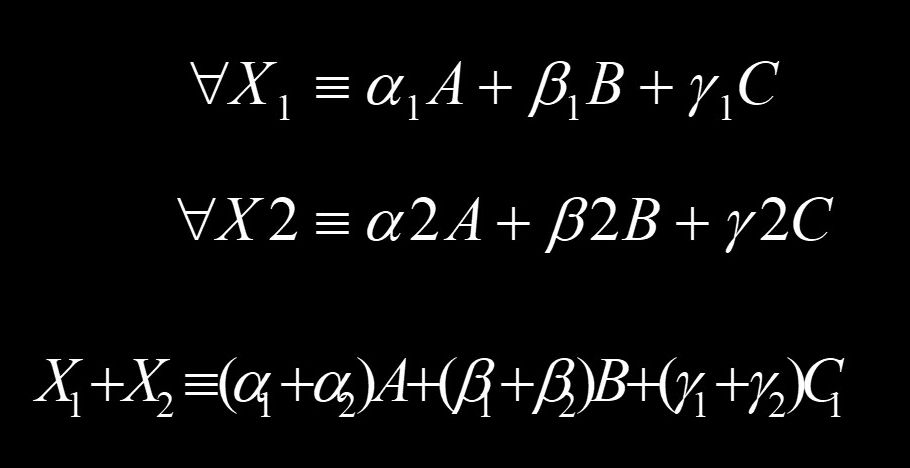 ∀X₁ ≡ α₁A + β₁B + γ₁C
∀X2 ≡ α2A + β2B + γ2C
X₁+X₂≡(α₁+α₂)A+(β₁+β₂)B+(γ₁+γ₂)C₁